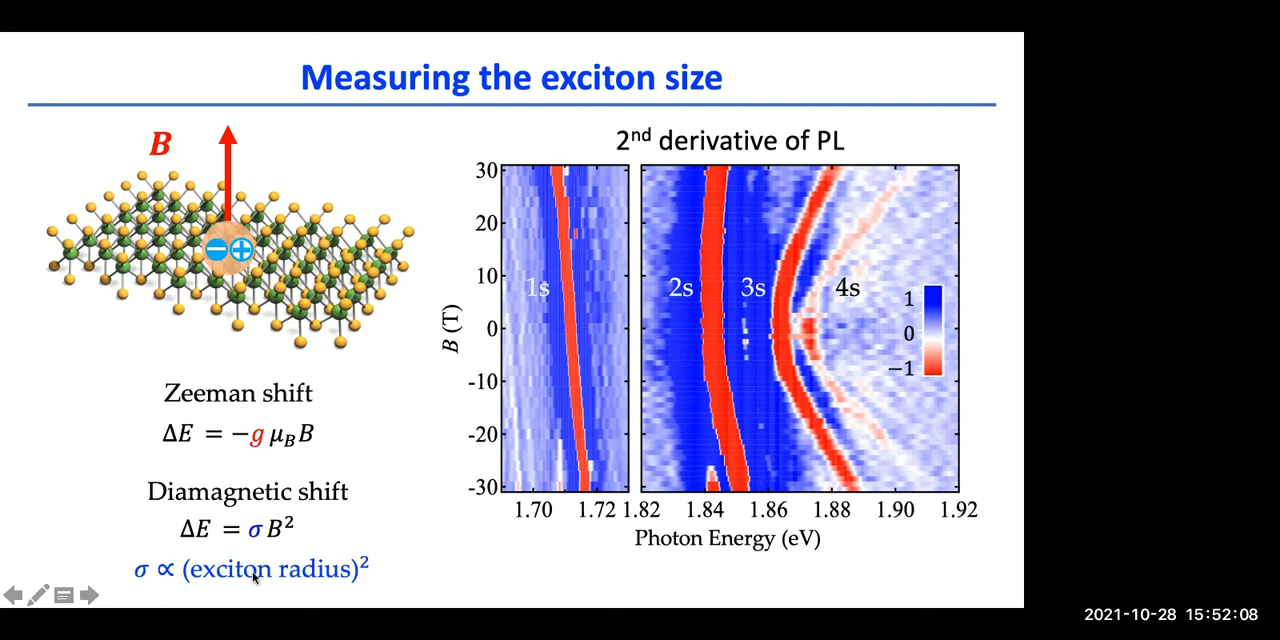 Measuring the exciton size
B
2nd derivative of PL
30
20
10
0
-10
-20
-30
B (T)
1s
2s
3s
4s
1
0
−1
1.70
1.72
1.82
1.84
1.86
1.88
1.90
1.92
Photon Energy (eV)
− +
Zeeman shift
ΔE = −g μ_B B
Diamagnetic shift
ΔE = σ B²
σ ∝ (exciton radius)²
2021-10-28 15:52:08